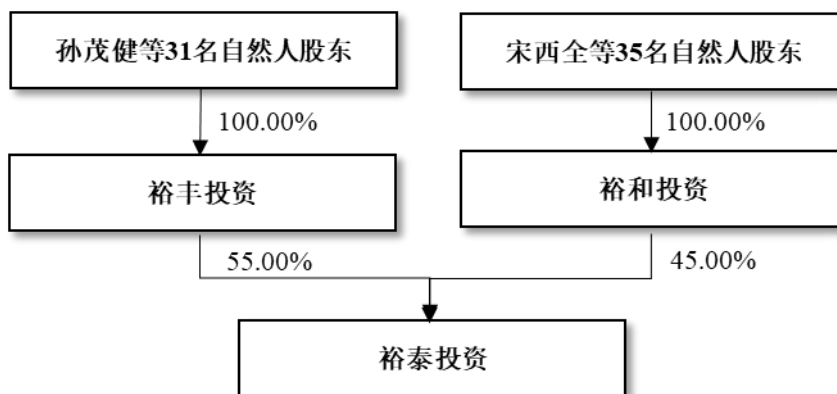 孙茂健等31名自然人股东
宋西全等35名自然人股东
100.00%
100.00%
裕丰投资
裕和投资
55.00%
45.00%
裕泰投资